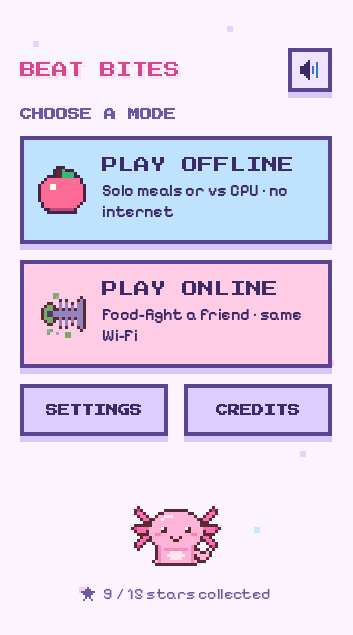 BEAT BITES
CHOOSE A MODE
PLAY OFFLINE
Solo meals or vs CPU · no
internet
PLAY ONLINE
Food-fight a friend · same
Wi-Fi
SETTINGS
CREDITS
9 / 18 stars collected